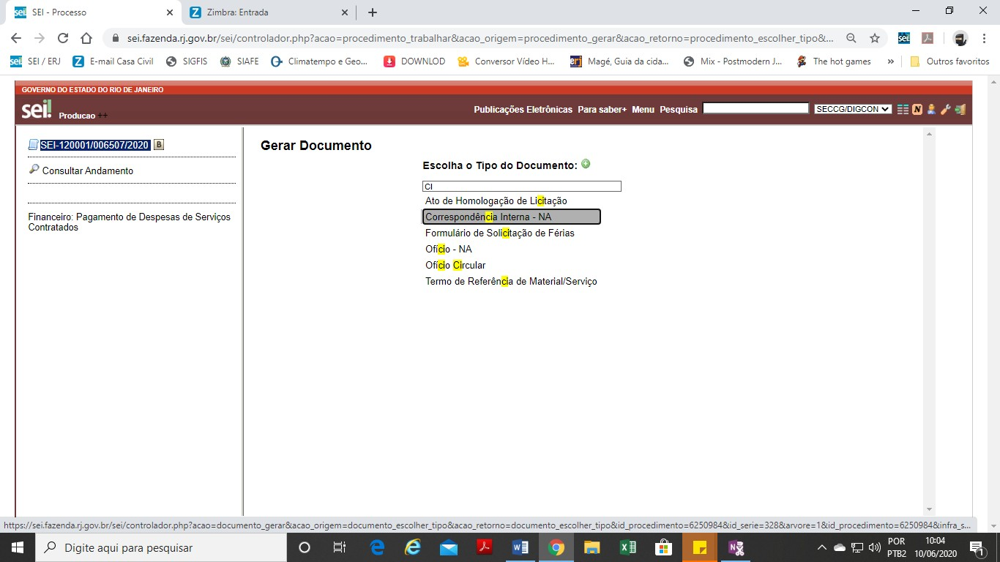 SEI - Processo
Zimbra: Entrada
sei.fazenda.rj.gov.br/sei/controlador.php?acao=procedimento_trabalhar&acao_origem=procedimento_gerar&acao_retorno=procedimento_escolher_tipo&...
SEI / ERJ
E-mail Casa Civil
SIGFIS
SIAFE
Climatempo e Geo...
DOWNLOD
Conversor Vídeo H...
Magé, Guia da cida...
Mix - Postmodern J...
The hot games
»
Outros favoritos
GOVERNO DO ESTADO DO RIO DE JANEIRO
sei!
Producao ++
Publicações Eletrônicas Para saber+ Menu Pesquisa
SECCG/DIGCON
SEI-120001/006507/2020
Consultar Andamento
Financeiro: Pagamento de Despesas de Serviços
Contratados
Gerar Documento
Escolha o Tipo do Documento:
CI
Ato de Homologação de Licitação
Correspondência Interna - NA
Formulário de Solicitação de Férias
Ofício - NA
Ofício Circular
Termo de Referência de Material/Serviço
https://sei.fazenda.rj.gov.br/sei/controlador.php?acao=documento_gerar&acao_origem=documento_escolher_tipo&acao_retorno=documento_escolher_tipo&id_procedimento=6250984&id_serie=328&arvore=1&id_procedimento=6250984&infra_s...
Digite aqui para pesquisar
POR
PTB2
10:04
10/06/2020
1